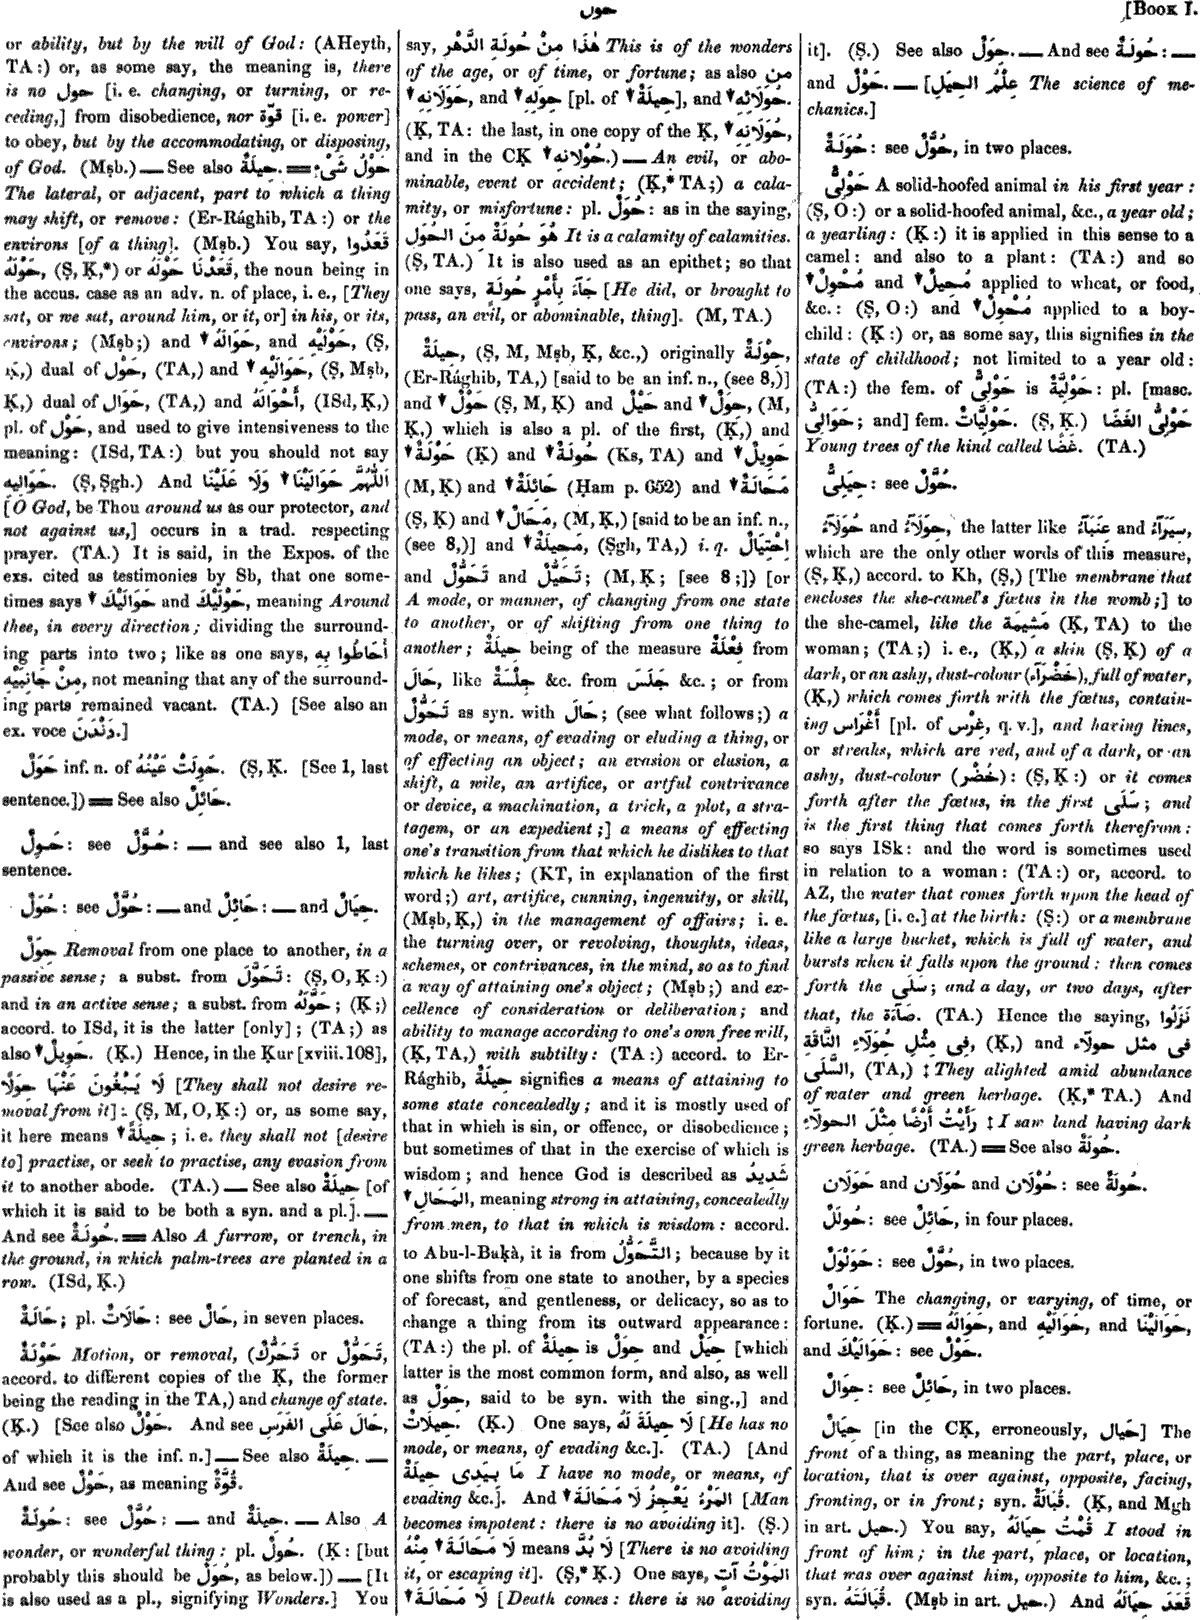 حول
[BOOK I.
or ability, but by the will of God: (AHeyth,
TA:) or, as some say, the meaning is, there
is no حول [i. e. changing, or turning, or re-
ceding,] from disobedience, nor قُوَّة [i. e. power]
to obey, but by the accommodating, or disposing,
of God. (Mṣb.) — See also حِيلَةٌ. ═ حَوْلُ شَىْءٍ
The lateral, or adjacent, part to which a thing
may shift, or remove: (Er-Rághib, TA:) or the
environs [of a thing]. (Mṣb.) You say, قَعَدُوا
حَوْلَهُ, (Ṣ, Ḳ,*) or قَعَدْنَا حَوْلَهُ, the noun being in
the accus. case as an adv. n. of place, i. e., [They
sat, or we sat, around him, or it, or] in his, or its,
environs; (Mṣb;) and ▼ حَوَالَهُ, and حَوْلَيْهِ, (Ṣ,
Ḳ,) dual of حَوْل, (TA,) and ▼ حَوَالَيْهِ, (Ṣ, Mṣb,
Ḳ,) dual of حَوَال, (TA,) and أَحْوَالَهُ, (ISd, Ḳ,)
pl. of حَوْل, and used to give intensiveness to the
meaning: (ISd, TA:) but you should not say
حَوَالِيهِ. (Ṣ, Ṣgh.) And اَللّٰهُمَّ حَوَالَيْنَا ▼ وَلَا عَلَيْنَا
[O God, be Thou around us as our protector, and
not against us,] occurs in a trad. respecting
prayer. (TA.) It is said, in the Expos. of the
exs. cited as testimonies by Sb, that one some-
times says ▼ حَوَالَيْكَ and حَوْلَيْكَ, meaning Around
thee, in every direction; dividing the surround-
ing parts into two; like as one says, أَحَاطُوا بِهِ
مِنْ جَانِبَيْهِ, not meaning that any of the surround-
ing parts remained vacant. (TA.) [See also an
ex. voce دَنْدَنَ.]
حَوَلٌ inf. n. of حَوِلَتْ عَيْنُهُ. (Ṣ, Ḳ. [See 1, last
sentence.]) ═ See also حَائِلٌ.
حَوِلٌ: see حُوَّلٌ: — and see also 1, last
sentence.
حُوَلٌ: see حُوَّلٌ: — and حَائِلٌ: — and حِيَالٌ.
حِوَلٌ Removal from one place to another, in a
passive sense; a subst. from تَحَوَّلَ: (Ṣ, O, Ḳ:)
and in an active sense; a subst. from حَوَّلَهُ; (Ḳ;)
accord. to ISd, it is the latter [only]; (TA;) as
also ▼ حَوِيلٌ. (Ḳ.) Hence, in the Ḳur [xviii. 108],
لَا يَبْغُونَ عَنْهَا حِوَلًا [They shall not desire re-
moval from it]: (Ṣ, M, O, Ḳ:) or, as some say,
it here means ▼ حِيلَةً; i. e. they shall not [desire
to] practise, or seek to practise, any evasion from
it to another abode. (TA.) — See also حِيلَةٌ [of
which it is said to be both a syn. and a pl.]. —
And see حُولَةٌ. ═ Also A furrow, or trench, in
the ground, in which palm-trees are planted in a
row. (ISd, Ḳ.)
حَالَةٌ; pl. حَالَاتٌ: see حَالٌ, in seven places.
حَوْلَةٌ Motion, or removal, (تَحَرُّكٌ or تَحَوُّلٌ,
accord. to different copies of the Ḳ, the former
being the reading in the TA,) and change of state.
(Ḳ.) [See also حَوْلٌ. And see حَالَ عَلَى الفَرَسِ,
of which it is the inf. n.] — See also حِيلَةٌ. —
And see حَوْلٌ, as meaning قُوَّةٌ.
حُولَةٌ: see حُوَّلٌ: — and حِيلَةٌ. — Also A
wonder, or wonderful thing: pl. حُوَلٌ. (Ḳ: [but
probably this should be حُوَلٌ, as below.]) — [It
is also used as a pl., signifying Wonders.] You
say, هٰذَا مِنْ حُولَةِ الدَّهْرِ This is of the wonders
of the age, or of time, or fortune; as also مِنْ
▼ حُوَلَائِهِ, and ▼ حِوَلِهِ [pl. of ▼ حِيلَةٌ], and ▼ حَوَلَانِهِ.
(Ḳ, TA: the last, in one copy of the Ḳ, ▼ حُوَلَانِهِ,
and in the CḲ ▼ حُوْلَانِهِ.) — An evil, or abo-
minable, event or accident; (Ḳ,* TA;) a cala-
mity, or misfortune: pl. حُوَلٌ: as in the saying,
هُوَ حُولَةٌ مِنَ الحُوَلِ It is a calamity of calamities.
(Ṣ, TA.) It is also used as an epithet; so that
one says, جَآءَ بِأَمْرٍ حُولَةٍ [He did, or brought to
pass, an evil, or abominable, thing]. (M, TA.)
حِيلَةٌ, (Ṣ, M, Mṣb, Ḳ, &c.,) originally حِوْلَةٌ,
(Er-Rághib, TA,) [said to be an inf. n., (see 8,)]
and ▼ حَوْلٌ (Ṣ, M, Ḳ) and حَيْلٌ and ▼ حِوَلٌ, (M,
Ḳ,) which is also a pl. of the first, (Ḳ,) and
▼ حَوْلَةٌ (Ḳ) and ▼ حُولَةٌ (Ks, TA) and ▼ حَوِيلٌ
(M, Ḳ) and ▼ حَائِلَةٌ (Ḥam p. 652) and ▼ مَحَالَةٌ
(Ṣ, Ḳ) and ▼ مَحَالٌ, (M, Ḳ,) [said to be an inf. n.,
(see 8,)] and ▼ مَحِيلَةٌ, (Ṣgh, TA,) i. q. اِحْتِيَالٌ
and تَحَوُّلٌ and تَحَيُّلٌ; (M, Ḳ; [see 8;]) [or
A mode, or manner, of changing from one state
to another, or of shifting from one thing to
another; حِيلَةٌ being of the measure فِعْلَةٌ from
حَالَ, like جِلْسَةٌ &c. from جَلَسَ &c.; or from
تَحَوُّلٌ as syn. with حَالَ; (see what follows;) a
mode, or means, of evading or eluding a thing, or
of effecting an object; an evasion or elusion, a
shift, a wile, an artifice, or artful contrivance
or device, a machination, a trick, a plot, a stra-
tagem, or an expedient;] a means of effecting
one's transition from that which he dislikes to that
which he likes; (KT, in explanation of the first
word;) art, artifice, cunning, ingenuity, or skill,
(Mṣb, Ḳ,) in the management of affairs; i. e.
the turning over, or revolving, thoughts, ideas,
schemes, or contrivances, in the mind, so as to find
a way of attaining one's object; (Mṣb;) and ex-
cellence of consideration or deliberation; and
ability to manage according to one's own free will,
(Ḳ, TA,) with subtilty: (TA:) accord. to Er-
Rághib, حِيلَةٌ signifies a means of attaining to
some state concealedly; and it is mostly used of
that in which is sin, or offence, or disobedience;
but sometimes of that in the exercise of which is
wisdom; and hence God is described as شَدِيدُ
▼ المَحَالِ, meaning strong in attaining, concealedly
from men, to that in which is wisdom: accord.
to Abu-l-Baḳà, it is from التَّحَوُّلُ; because by it
one shifts from one state to another, by a species
of forecast, and gentleness, or delicacy, so as to
change a thing from its outward appearance:
(TA:) the pl. of حِيلَةٌ is حِوَلٌ and حِيَلٌ [which
latter is the most common form, and also, as well
as حِوَلٌ, said to be syn. with the sing.,] and
حِيلَاتٌ. (Ḳ.) One says, لَا حِيلَةَ لَهُ [He has no
mode, or means, of evading &c.]. (TA.) [And
مَا بِيَدِى حِيلَةٌ I have no mode, or means, of
evading &c.]. And ▼ المَرْءُ يَعْجِزُ لَا مَحَالَةَ [Man
becomes impotent: there is no avoiding it]. (Ṣ.)
لَا مَحَالَةَ ▼ مِنْهُ means لَا بُدَّ [There is no avoiding
it, or escaping it]. (Ṣ,* Ḳ.) One says, المَوْتُ آتٍ
▼ لَا مَحَالَةَ [Death comes: there is no avoiding
it]. (Ṣ.) See also حِوَلٌ. — And see حُولَةٌ: —
and حَوْلٌ. — [عِلْمُ الحِيَلِ The science of me-
chanics.]
حُوَلَةٌ: see حُوَّلٌ, in two places.
حَوْلِىٌّ A solid-hoofed animal in his first year:
(Ṣ, O:) or a solid-hoofed animal, &c., a year old;
a yearling: (Ḳ:) it is applied in this sense to a
camel: and also to a plant: (TA:) and so
▼ مُحِيلٌ and ▼ مُحْوِلٌ applied to wheat, or food,
&c.: (Ṣ, O:) and ▼ مُحْوِلٌ applied to a boy-
child: (Ḳ:) or, as some say, this signifies in the
state of childhood; not limited to a year old:
(TA:) the fem. of حَوْلِىٌّ is حَوْلِيَّةٌ: pl. [masc.
حَوَالِىُّ; and] fem. حَوْلِيَّاتٌ. (Ṣ, Ḳ.) حَوْلِىُّ الغَضَا
Young trees of the kind called غَضًا. (TA.)
حِيَلِىٌّ: see حُوَّلٌ.
حُوَلَآءُ and حِوَلَآءُ, the latter like عِنَبَآءُ and سِيَرَآءُ,
which are the only other words of this measure,
(Ṣ, Ḳ,) accord. to Kh, (Ṣ,) [The membrane that
encloses the she-camel's fœtus in the womb;] to
the she-camel, like the مَشِيمَة (Ḳ, TA) to the
woman; (TA;) i. e., (Ḳ,) a skin (Ṣ, Ḳ) of a
dark, or an ashy, dust-colour (خَضْرَآء), full of water,
(Ḳ,) which comes forth with the fœtus, contain-
ing أَغْرَاس [pl. of غِرْس, q. v.], and having lines,
or streaks, which are red, and of a dark, or an
ashy, dust-colour (خُضْر): (Ṣ, Ḳ:) or it comes
forth after the fœtus, in the first سَلَى; and
is the first thing that comes forth therefrom:
so says ISk: and the word is sometimes used
in relation to a woman: (TA:) or, accord. to
AZ, the water that comes forth upon the head of
the fœtus, [i. e.] at the birth: (Ṣ:) or a membrane
like a large bucket, which is full of water, and
bursts when it falls upon the ground: then comes
forth the سَلَى; and a day, or two days, after
that, the صَآءَة. (TA.) Hence the saying, نَزَلُوا
فِى مِثْلِ حُوَلَآءِ النَّاقَةِ, (Ḳ,) and فى مثل حولآء
السَّلَى, (TA,) ‡ They alighted amid abundance
of water and green herbage. (Ḳ,* TA.) And
رَأَيْتُ أَرْضًا مِثْلَ الحولآءِ ‡ I saw land having dark
green herbage. (TA.) ═ See also حُولَةٌ.
حَوَلَان and حُوْلَان and حُوَلَان: see حُولَةٌ.
حُولَلٌ: see حَائِلٌ, in four places.
حَوَلْوَلٌ: see حُوَّلٌ, in two places.
حَوَالٌ The changing, or varying, of time, or
fortune. (Ḳ.) ═ حَوَالَهُ, and حَوَالَيْهِ, and حَوَالَيْنَا,
and حَوَالَيْكَ: see حَوْلٌ.
حِوَالٌ: see حَائِلٌ, in two places.
حِيَالٌ [in the CḲ, erroneously, حَيال] The
front of a thing, as meaning the part, place, or
location, that is over against, opposite, facing,
fronting, or in front; syn. قُبَالَةٌ. (Ḳ, and Mgh
in art. حيل.) You say, قُمْتُ حِيَالَهُ I stood in
front of him; in the part, place, or location,
that was over against him, opposite to him, &c.;
syn. قُبَالَتَهُ. (Mṣb in art. حيل.) And قَعَدَ حِيَالَهُ